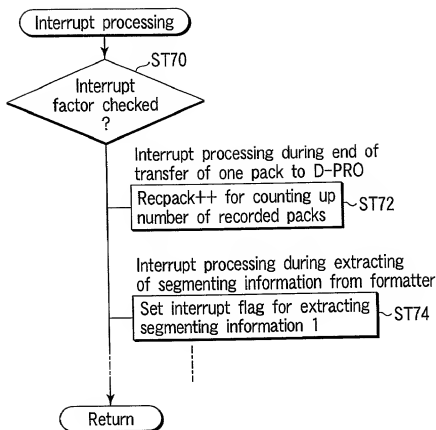 Interrupt processing
ST70
Interrupt
factor checked
?
Interrupt processing during end of
transfer of one pack to D-PRO
Recpack++ for counting up
number of recorded packs
ST72
Interrupt processing during extracting
of segmenting information from formatter
Set interrupt flag for extracting
segmenting information 1
ST74
Return